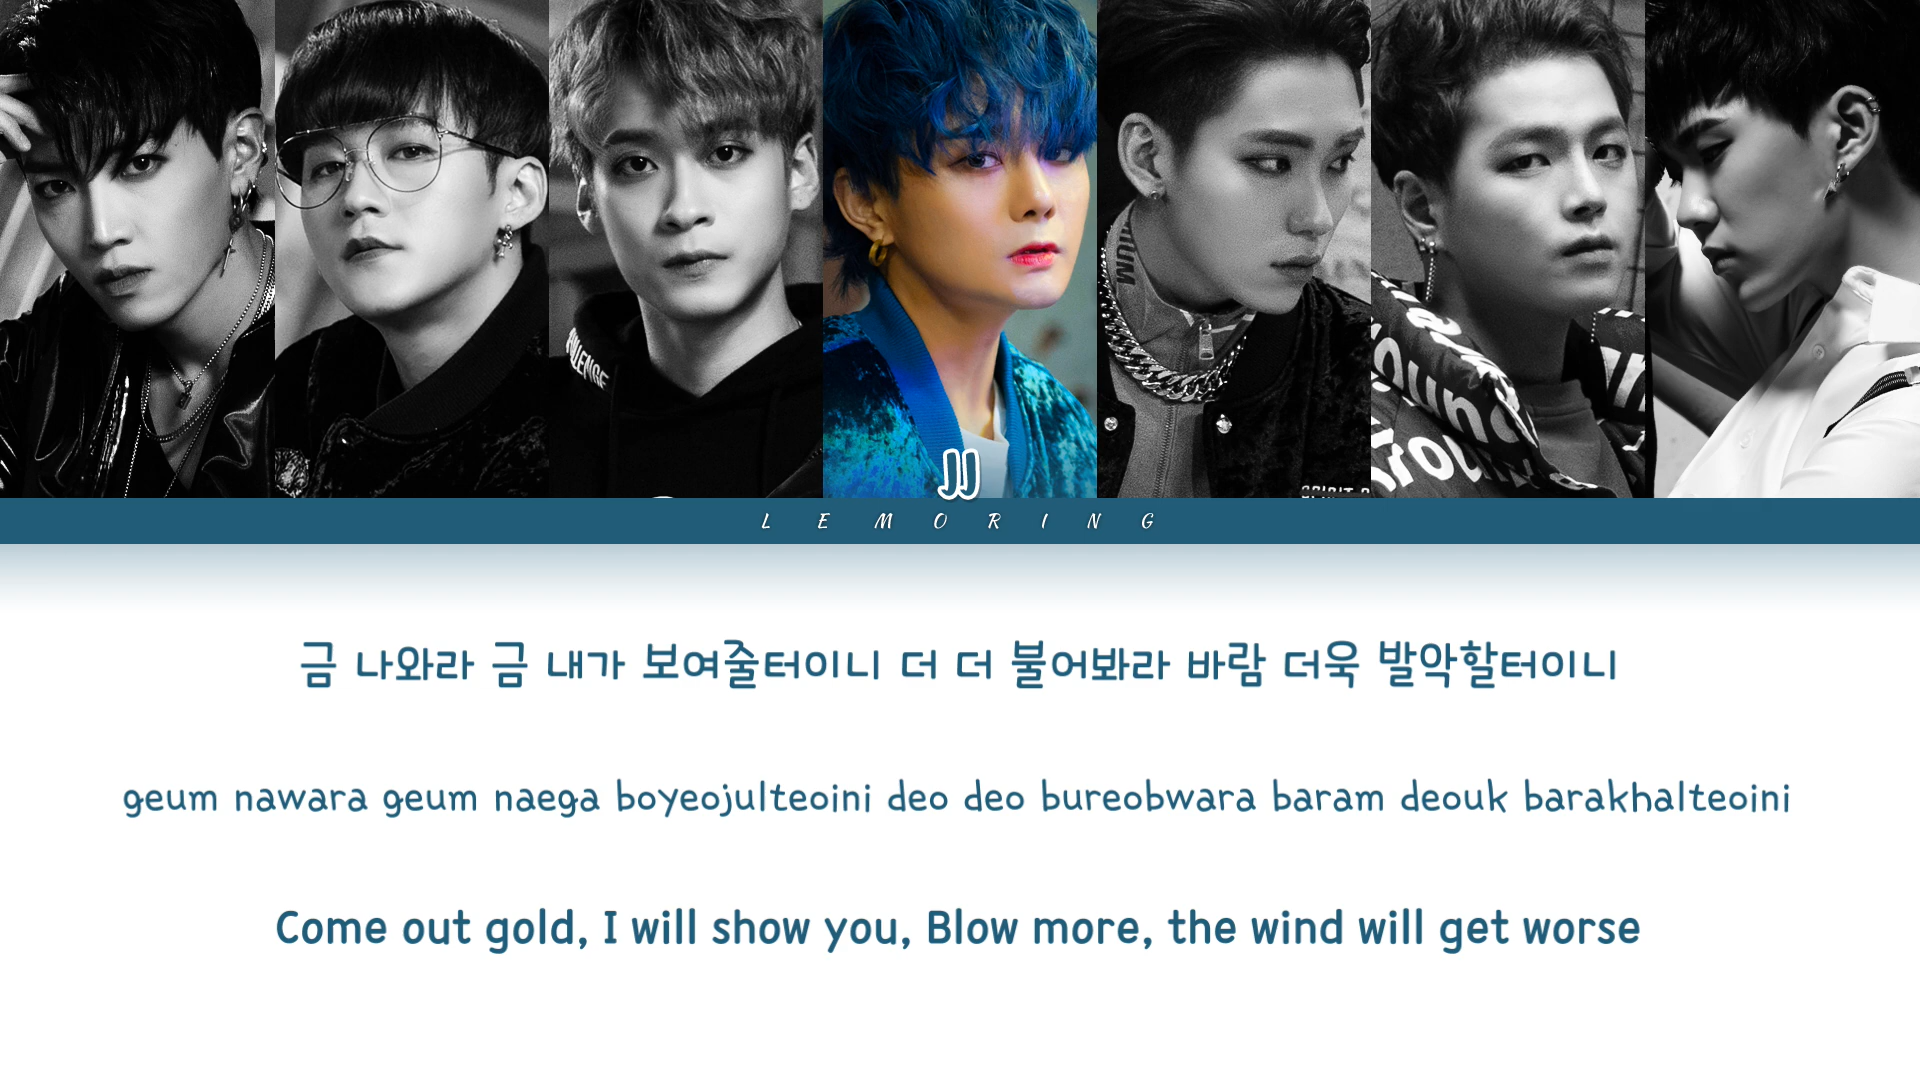 JJ
LEMORING
금 나와라 금 내가 보여줄터이니 더 더 불어봐라 바람 더욱 발악할터이니
geum nawara geum naega boyeojulteoini deo deo bureobwara baram deouk barakhalteoini
Come out gold, I will show you, Blow more, the wind will get worse